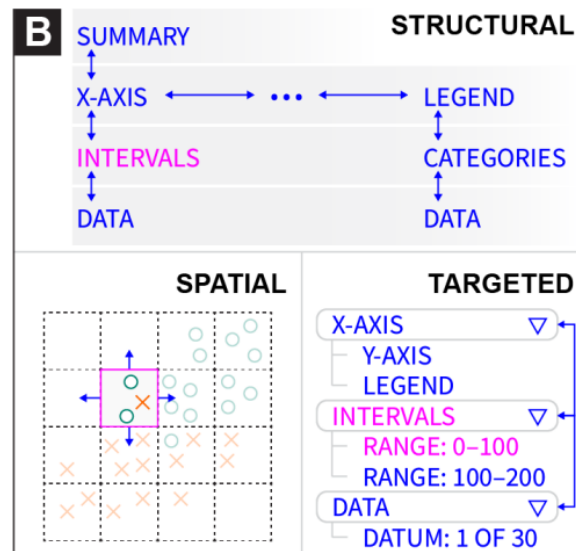 B
STRUCTURAL
SUMMARY
X-AXIS ... LEGEND
INTERVALS CATEGORIES
DATA DATA
SPATIAL
TARGETED
X-AXIS
Y-AXIS
LEGEND
INTERVALS
RANGE: 0–100
RANGE: 100–200
DATA
DATUM: 1 OF 30